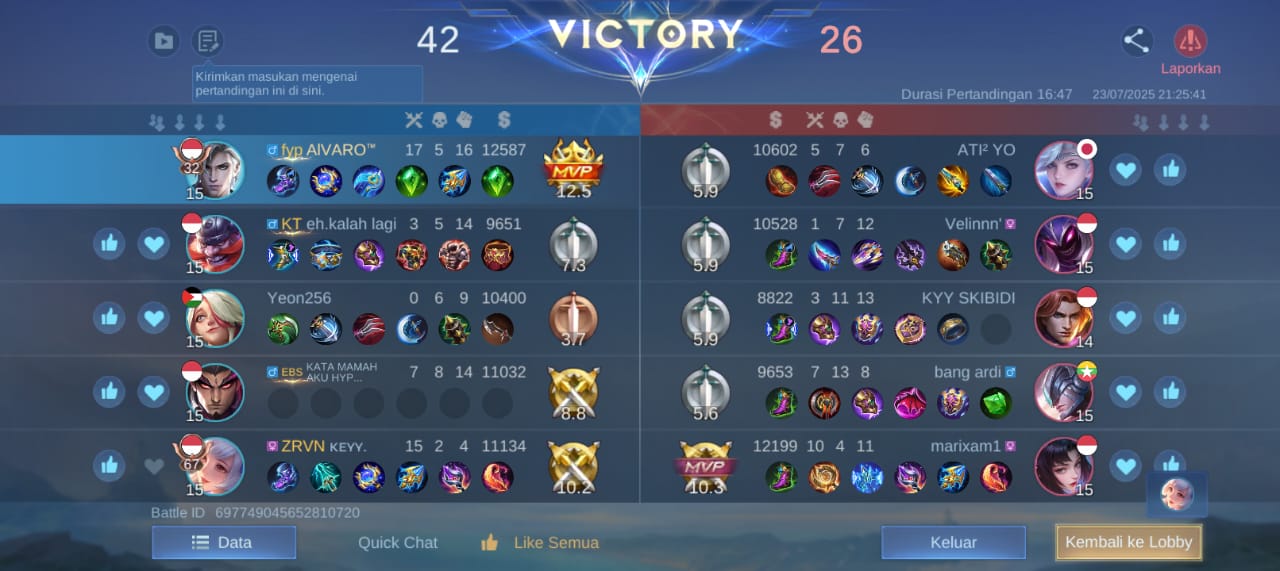 42 VICTORY 26
Laporkan
Kirimkan masukan mengenai
pertandingan ini di sini.
Durasi Pertandingan 16:47 23/07/2025 21:25:41
32 15 fyp AlVARO™ 17 5 16 12587 MVP 12.5
5.9 10602 5 7 6 ATI² YO 15
15 KT eh.kalah lagi 3 5 14 9651 7.3
5.9 10528 1 7 12 Velinnn' 15
15 Yeon256 0 6 9 10400 3.7
5.9 8822 3 11 13 KYY SKIBIDI 14
15 EBS KATA MAMAH
AKU HYP... 7 8 14 11032 8.8
5.6 9653 7 13 8 bang ardi 15
67 15 ZRVN KEYY. 15 2 4 11134 10.2
MVP 10.3 12199 10 4 11 marixam1 15
Battle ID 697749045652810720
Data Quick Chat Like Semua Keluar Kembali ke Lobby